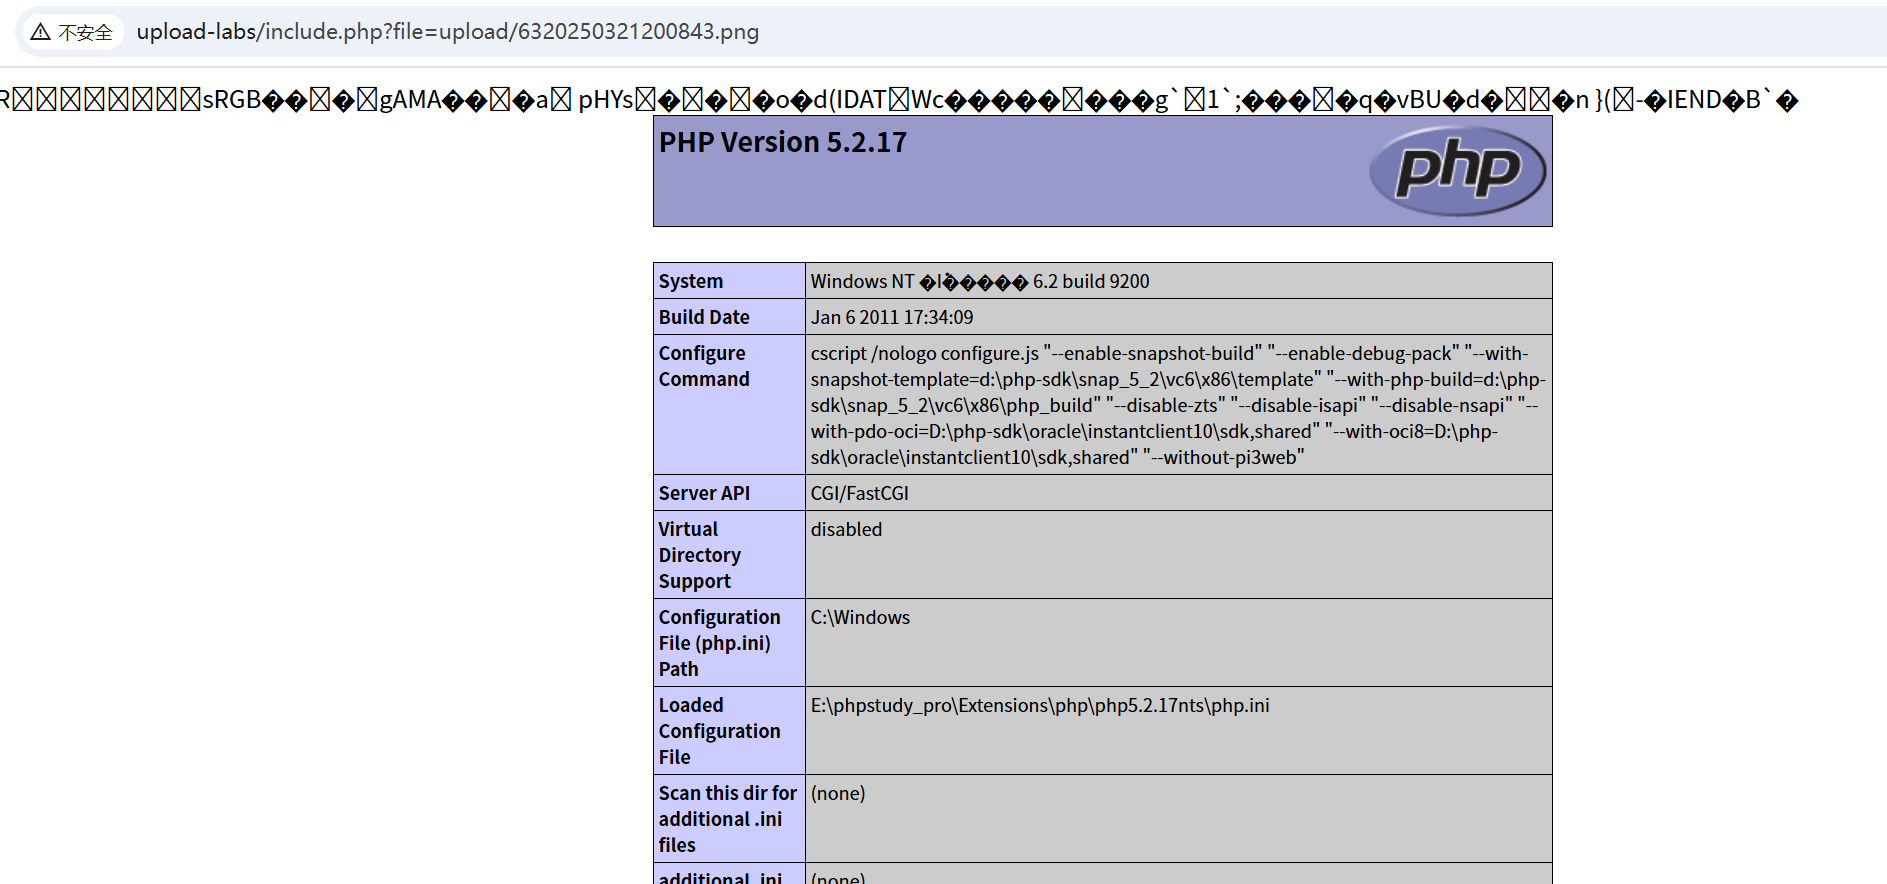 不安全 upload-labs/include.php?file=upload/6320250321200843.png
R���������sRGB�����gAMA�����a� pHYs������o�d(IDAT�Wc����������g`�1`;������q�vBU�d����n }(�-�IEND�B`�
PHP Version 5.2.17
php
System Windows NT �I����� 6.2 build 9200
Build Date Jan 6 2011 17:34:09
Configure Command cscript /nologo configure.js "--enable-snapshot-build" "--enable-debug-pack" "--with-
snapshot-template=d:\php-sdk\snap_5_2\vc6\x86\template" "--with-php-build=d:\php-
sdk\snap_5_2\vc6\x86\php_build" "--disable-zts" "--disable-isapi" "--disable-nsapi" "--
with-pdo-oci=D:\php-sdk\oracle\instantclient10\sdk,shared" "--with-oci8=D:\php-
sdk\oracle\instantclient10\sdk,shared" "--without-pi3web"
Server API CGI/FastCGI
Virtual Directory Support disabled
Configuration File (php.ini) Path C:\Windows
Loaded Configuration File E:\phpstudy_pro\Extensions\php\php5.2.17nts\php.ini
Scan this dir for additional .ini files (none)
additional .ini (none)